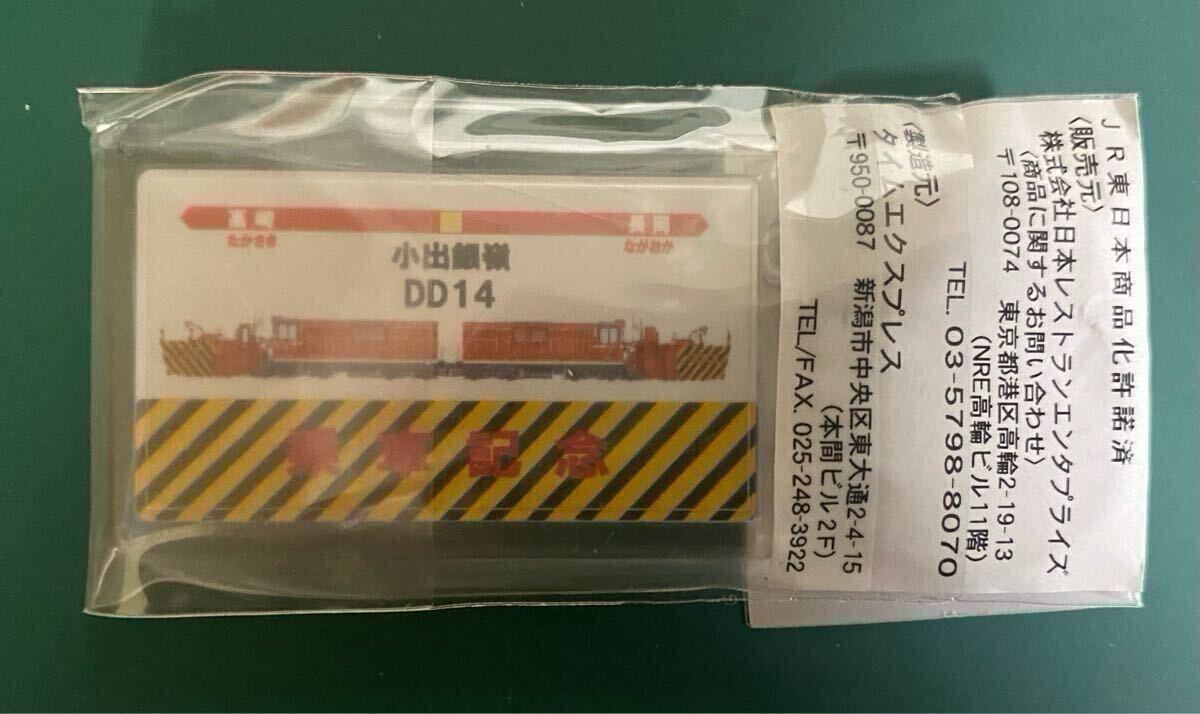 高崎
たかさき
長岡
ながおか
小出銀嶺
DD14
乗車記念
JR東日本商品化許諾済
〈販売元〉
株式会社日本レストランエンタプライズ
〈商品に関するお問い合わせ〉
〒108-0074 東京都港区高輪2-19-13
(NRE高輪ビル11階)
TEL. 03-5798-8070
〈製造元〉
タイムエクスプレス
〒950-0087 新潟市中央区東大通2-4-15
(本間ビル2F)
TEL/FAX. 025-248-3922